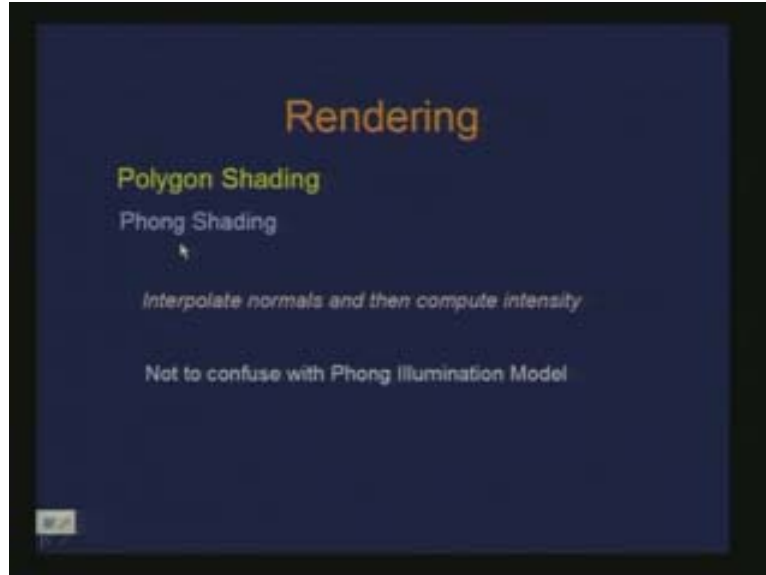 Rendering
Polygon Shading
Phong Shading
Interpolate normals and then compute intensity
Not to confuse with Phong Illumination Model